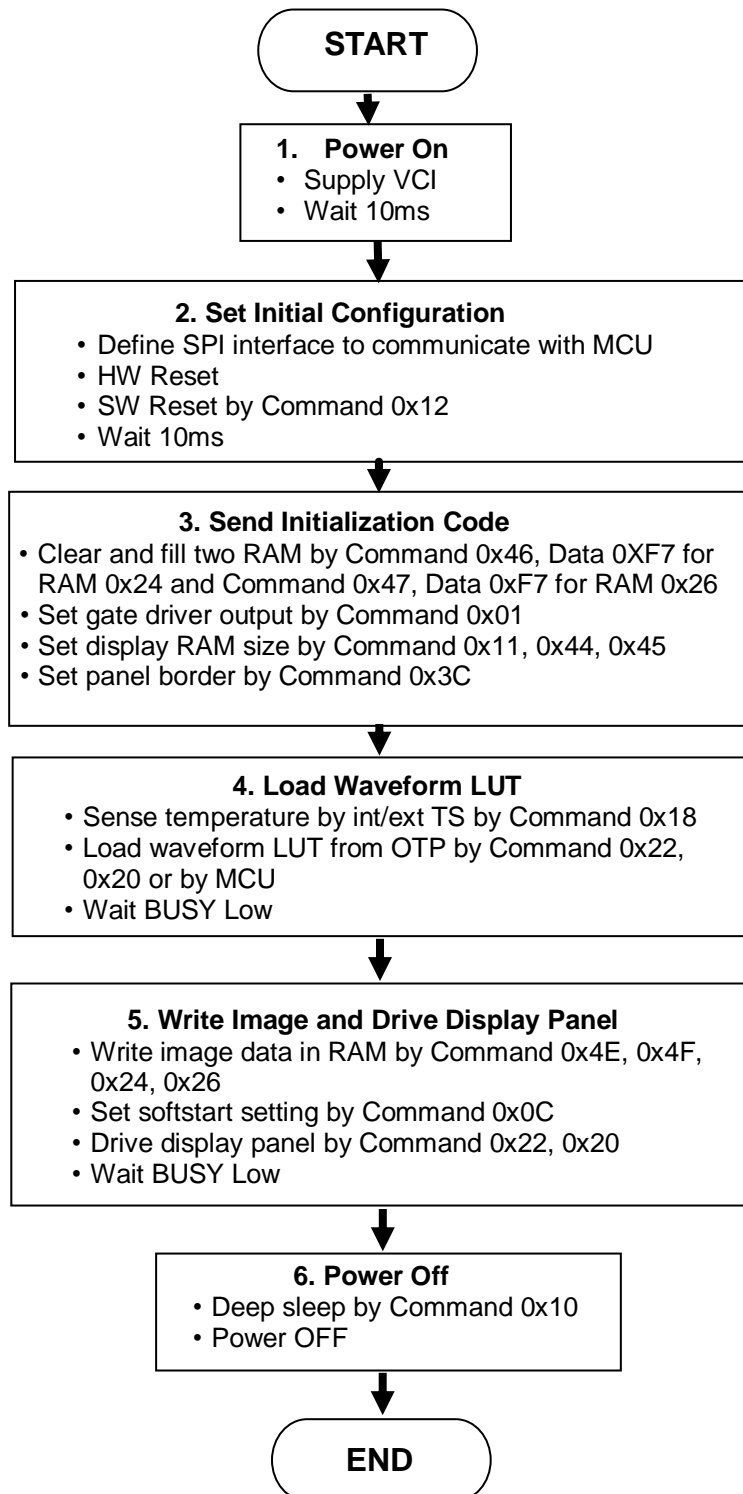 START
1. Power On
• Supply VCI
• Wait 10ms
2. Set Initial Configuration
• Define SPI interface to communicate with MCU
• HW Reset
• SW Reset by Command 0x12
• Wait 10ms
3. Send Initialization Code
• Clear and fill two RAM by Command 0x46, Data 0XF7 for
RAM 0x24 and Command 0x47, Data 0xF7 for RAM 0x26
• Set gate driver output by Command 0x01
• Set display RAM size by Command 0x11, 0x44, 0x45
• Set panel border by Command 0x3C
4. Load Waveform LUT
• Sense temperature by int/ext TS by Command 0x18
• Load waveform LUT from OTP by Command 0x22,
0x20 or by MCU
• Wait BUSY Low
5. Write Image and Drive Display Panel
• Write image data in RAM by Command 0x4E, 0x4F,
0x24, 0x26
• Set softstart setting by Command 0x0C
• Drive display panel by Command 0x22, 0x20
• Wait BUSY Low
6. Power Off
• Deep sleep by Command 0x10
• Power OFF
END